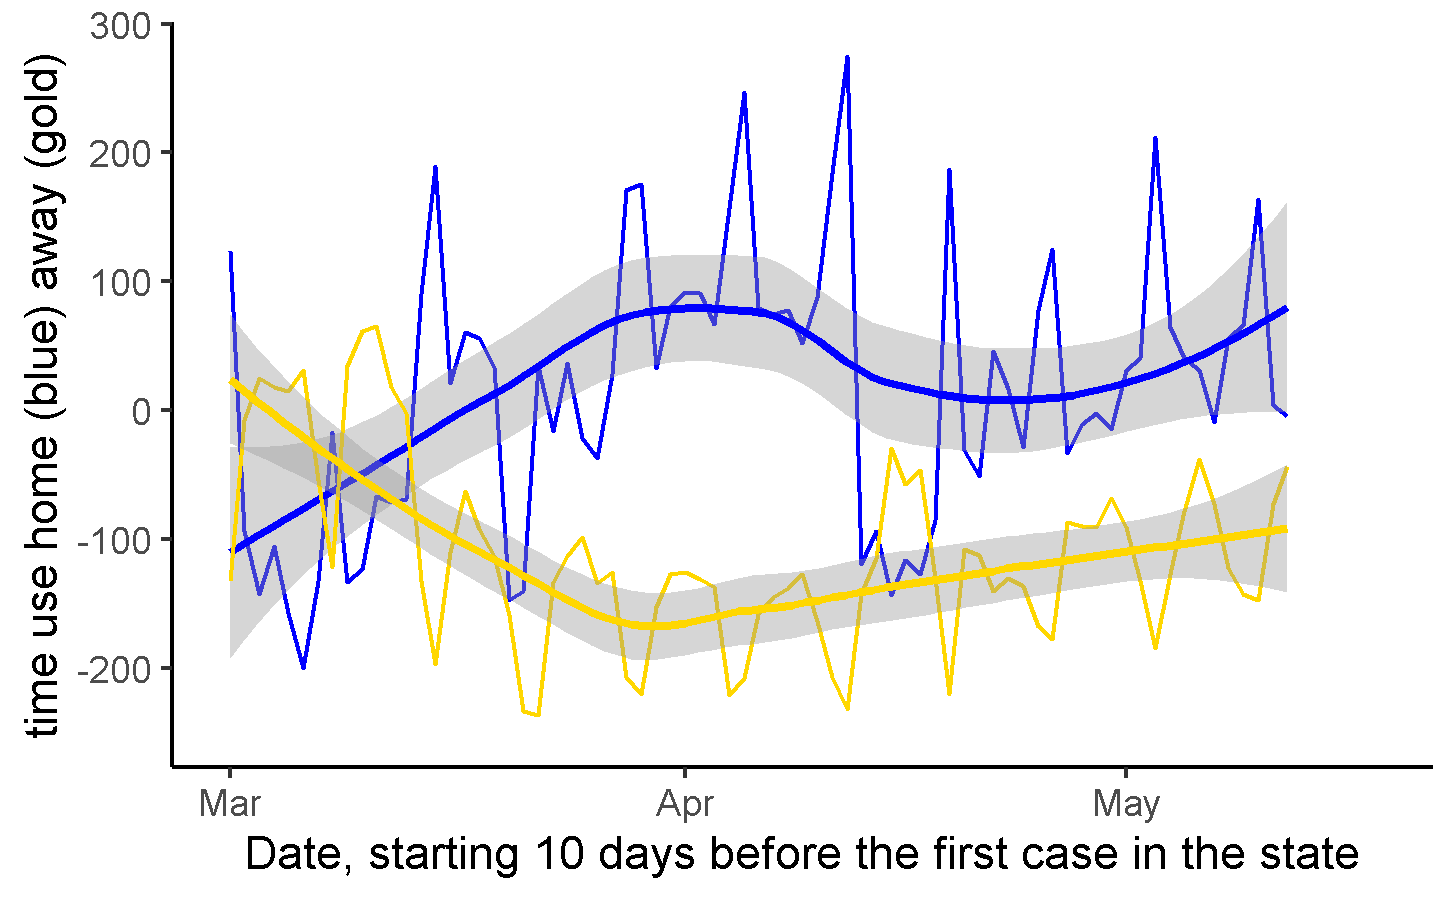 time use home (blue) away (gold)
300
200
100
0
-100
-200
Mar
Apr
May
Date, starting 10 days before the first case in the state